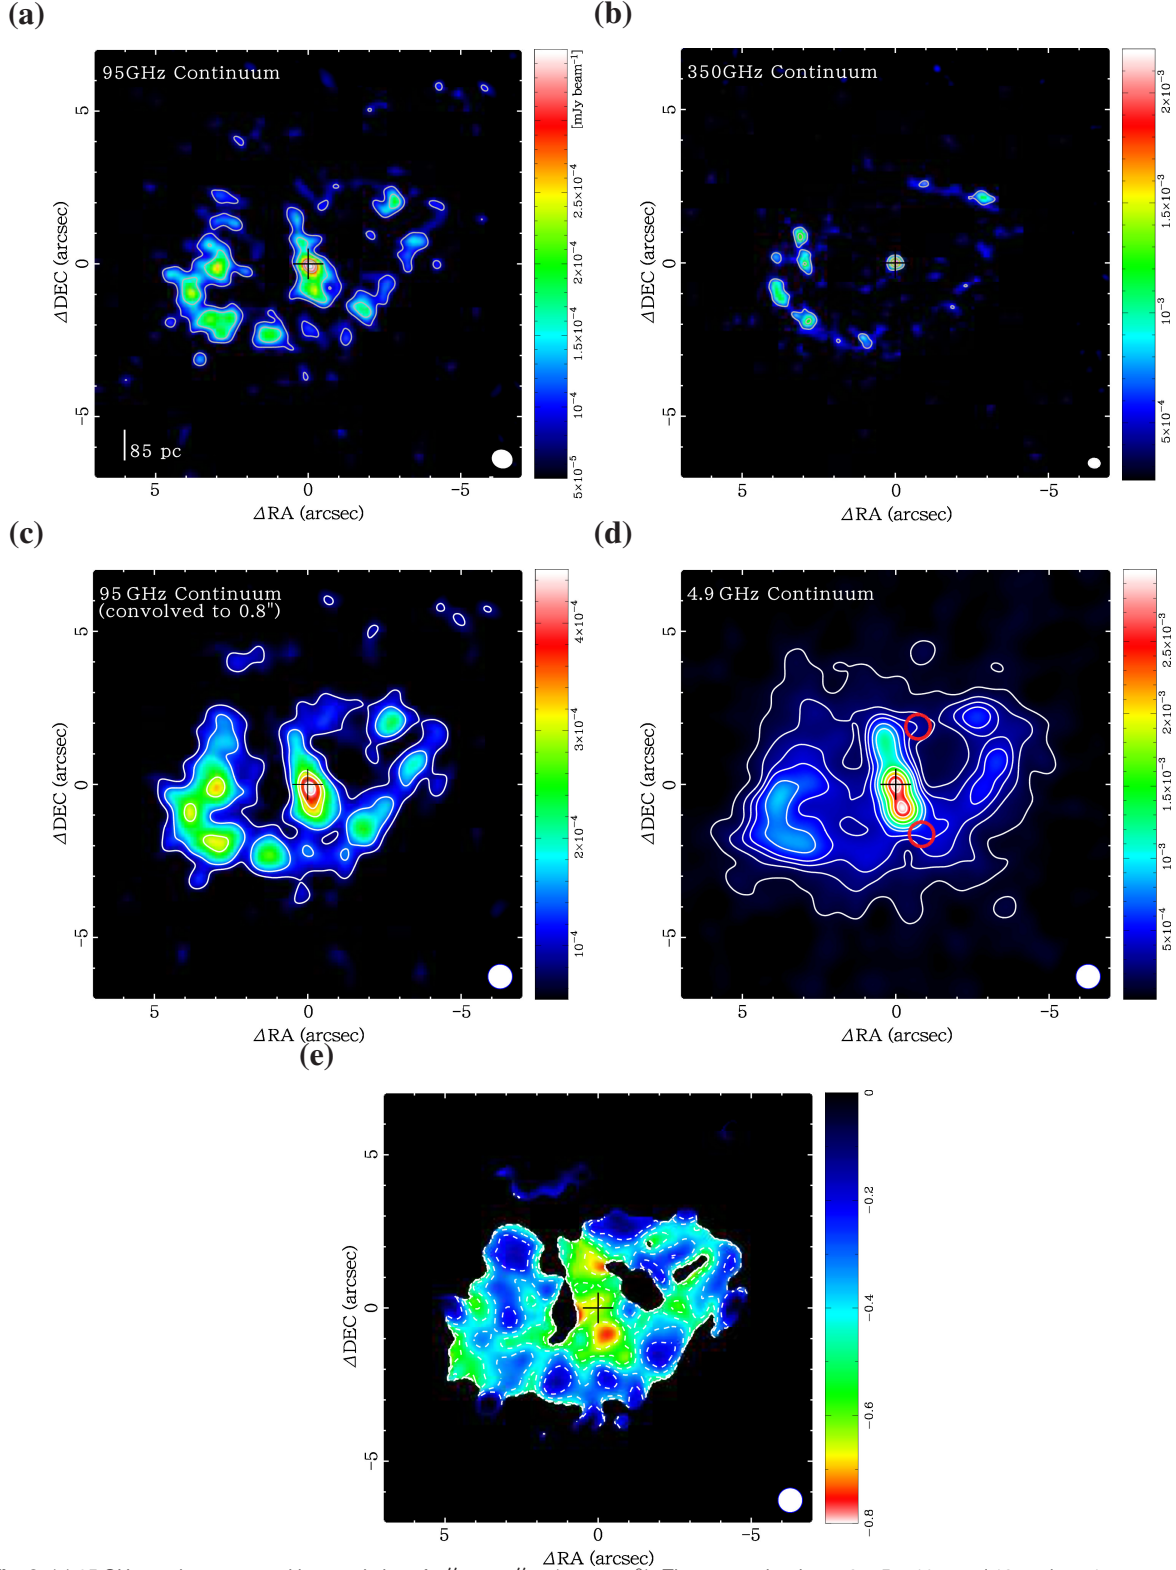 (a)
95GHz Continuum
[mJy beam⁻¹]
2.5×10⁻⁴
2×10⁻⁴
1.5×10⁻⁴
10⁻⁴
5×10⁻⁵
5
0
−5
ΔDEC (arcsec)
85 pc
5 0 −5
ΔRA (arcsec)
(b)
350GHz Continuum
2×10⁻³
1.5×10⁻³
10⁻³
5×10⁻⁴
5
0
−5
ΔDEC (arcsec)
5 0 −5
ΔRA (arcsec)
(c)
95 GHz Continuum
(convolved to 0.8")
4×10⁻⁴
3×10⁻⁴
2×10⁻⁴
10⁻⁴
5
0
−5
ΔDEC (arcsec)
5 0 −5
ΔRA (arcsec)
(d)
4.9 GHz Continuum
2.5×10⁻³
2×10⁻³
1.5×10⁻³
10⁻³
5×10⁻⁴
5
0
−5
ΔDEC (arcsec)
5 0 −5
ΔRA (arcsec)
(e)
0
−0.2
−0.4
−0.6
−0.8
5
0
−5
ΔDEC (arcsec)
5 0 −5
ΔRA (arcsec)